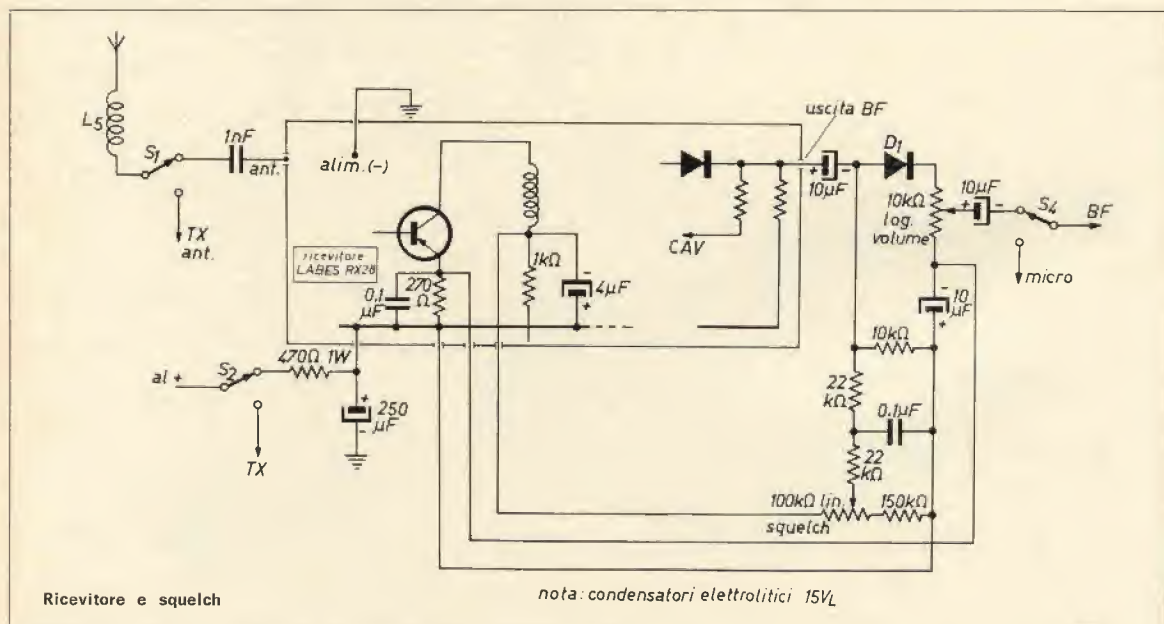 L5
S1
1nF
ant.
TX
ant.
alim.(-)
ricevitore
LABES RX28
0.1
µF
270
Ω
1kΩ
4µF
-
+
CAV
uscita BF
+
-
10µF
D1
10kΩ
log.
volume
10µF
+
-
S4
BF
micro
-
10
µF
+
10kΩ
22
kΩ
0.1µF
22
kΩ
100kΩ lin.
150kΩ
squelch
al +
S2
470Ω 1W
TX
+
250
µF
-
Ricevitore e squelch
nota: condensatori elettrolitici 15VL